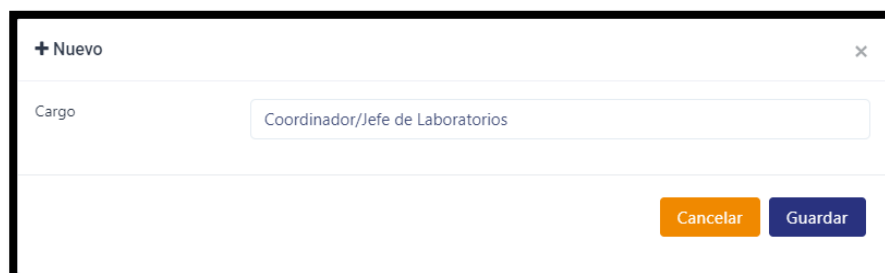 + Nuevo ×
Cargo Coordinador/Jefe de Laboratorios
Cancelar Guardar